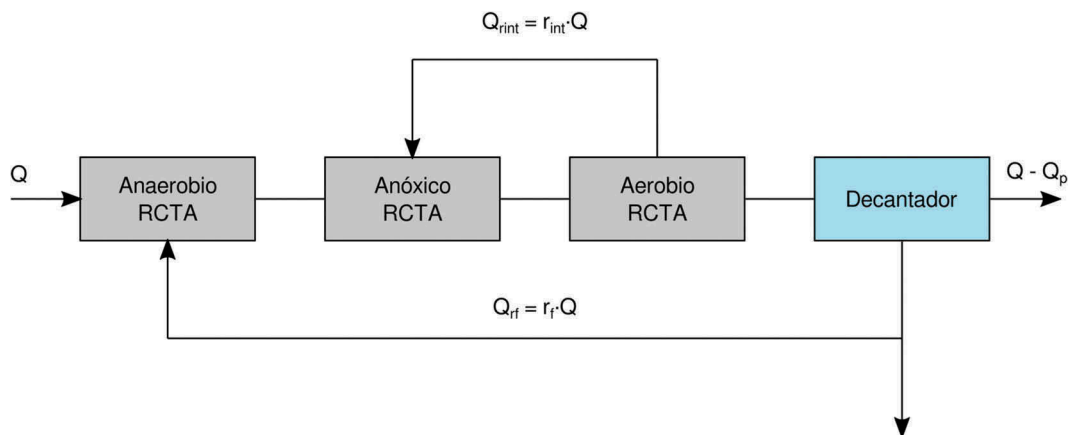 Q_rint = r_int·Q
Q
Anaerobio
RCTA
Anóxico
RCTA
Aerobio
RCTA
Decantador
Q - Q_p
Q_rf = r_f·Q